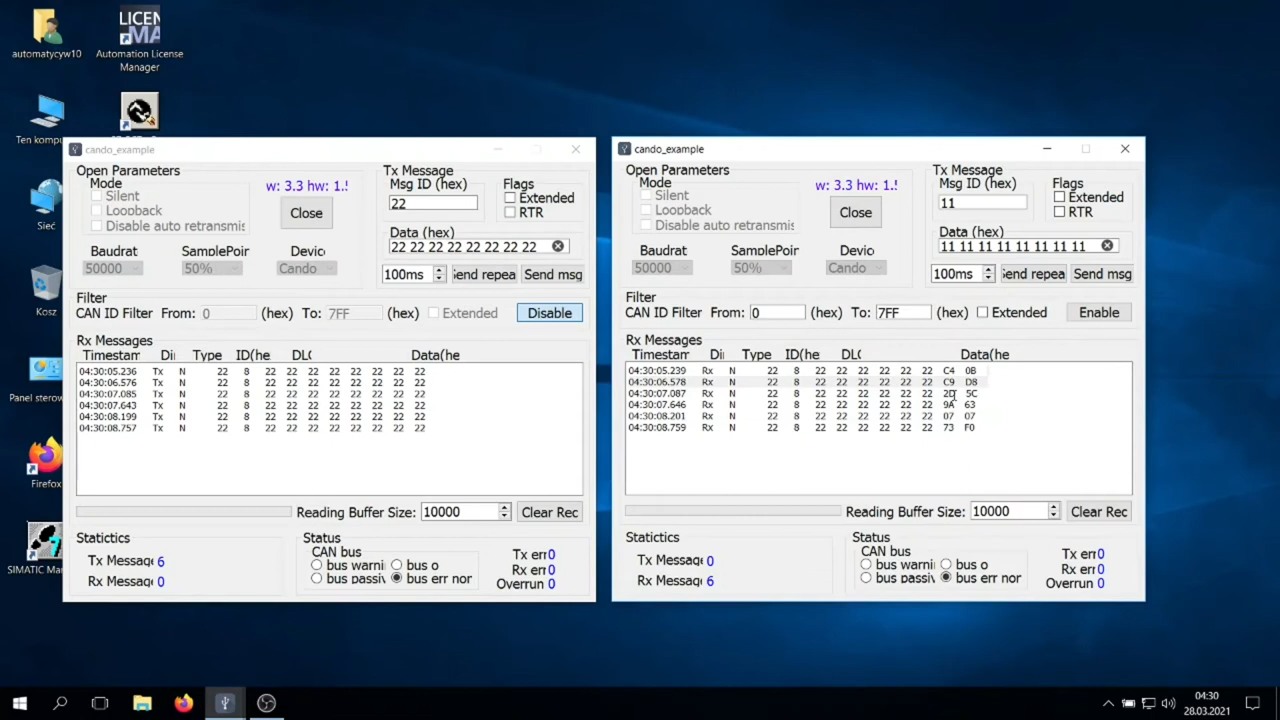 LICEN
MA
automatycyw10
Automation License
Manager
Ten kompu
Sieć
Kosz
Panel sterow
Firefox
SIMATIC Ma
cando_example
Open Parameters
Mode
Silent
Loopback
Disable auto retransmis
w: 3.3 hw: 1.!
Close
Baudrat
SamplePoir
50000
50%
Cando
Tx Message
Msg ID (hex)
22
Flags
Extended
RTR
Data (hex)
22 22 22 22 22 22 22 22
100ms
end repea
Send msg
Filter
CAN ID Filter From: 0 (hex) To: 7FF (hex) Extended Disable
Rx Messages
Timestam Di Type ID(he DLC Data(he
04:30:05.236 Tx N 22 8 22 22 22 22 22 22 22 22
04:30:06.576 Tx N 22 8 22 22 22 22 22 22 22 22
04:30:07.085 Tx N 22 8 22 22 22 22 22 22 22 22
04:30:07.643 Tx N 22 8 22 22 22 22 22 22 22 22
04:30:08.199 Tx N 22 8 22 22 22 22 22 22 22 22
04:30:08.757 Tx N 22 8 22 22 22 22 22 22 22 22
Reading Buffer Size: 10000 Clear Rec
Statictics
Tx Message 6
Rx Message 0
Status
CAN bus
bus warni bus o
bus passiv bus err nor
Tx err 0
Rx err 0
Overrun 0
cando_example
Open Parameters
Mode
Silent
Loopback
Disable auto retransmis
w: 3.3 hw: 1.!
Close
Baudrat
SamplePoir
50000
50%
Cando
Tx Message
Msg ID (hex)
11
Flags
Extended
RTR
Data (hex)
11 11 11 11 11 11 11 11
100ms
end repea
Send msg
Filter
CAN ID Filter From: 0 (hex) To: 7FF (hex) Extended Enable
Rx Messages
Timestam Di Type ID(he DLC Data(he
04:30:05.239 Rx N 22 8 22 22 22 22 22 22 C4 0B
04:30:06.578 Rx N 22 8 22 22 22 22 22 22 C9 D8
04:30:07.087 Rx N 22 8 22 22 22 22 22 22 2D 5C
04:30:07.646 Rx N 22 8 22 22 22 22 22 22 9A 63
04:30:08.201 Rx N 22 8 22 22 22 22 22 22 07 07
04:30:08.759 Rx N 22 8 22 22 22 22 22 22 73 F0
Reading Buffer Size: 10000 Clear Rec
Statictics
Tx Message 0
Rx Message 6
Status
CAN bus
bus warni bus o
bus passiv bus err nor
Tx err 0
Rx err 0
Overrun 0
04:30
28.03.2021